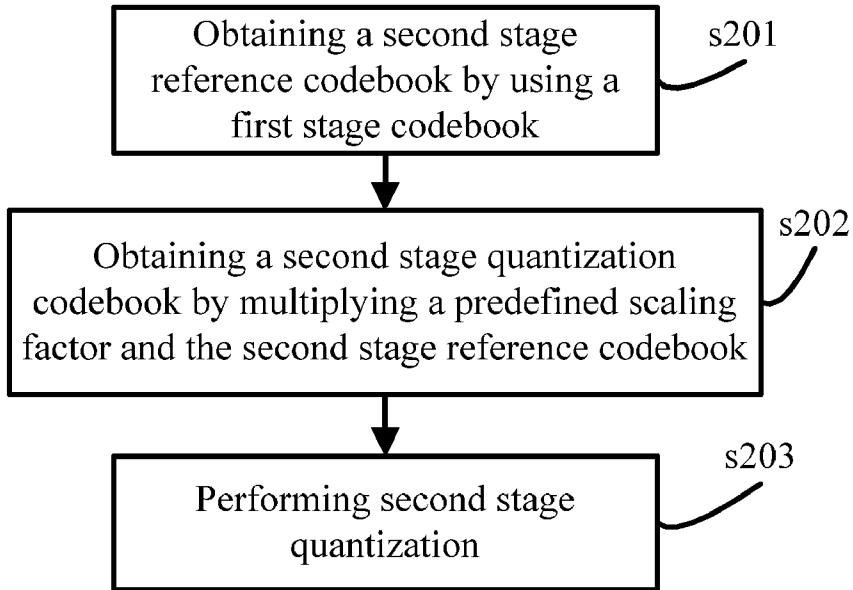 Obtaining a second stage
reference codebook by using a
first stage codebook
s201
Obtaining a second stage quantization
codebook by multiplying a predefined scaling
factor and the second stage reference codebook
s202
Performing second stage
quantization
s203